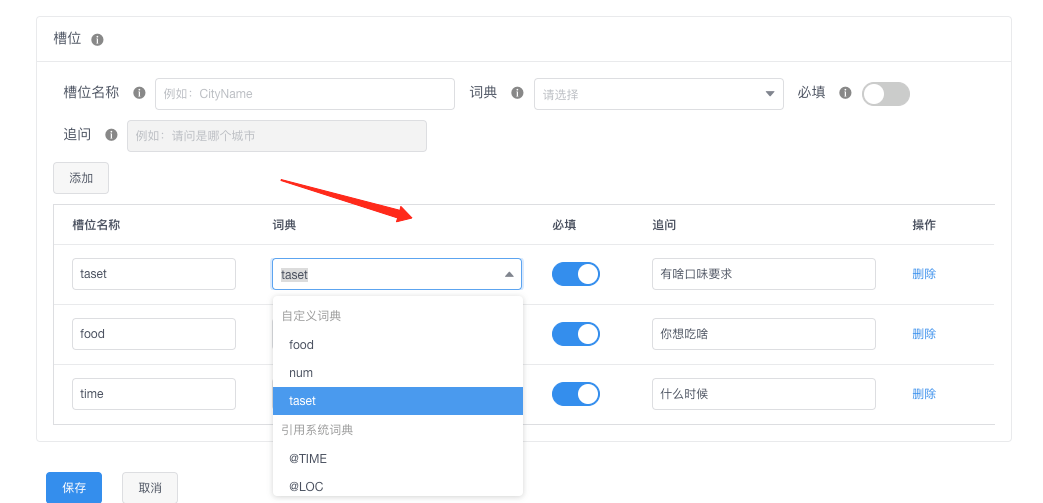 槽位
槽位名称 例如：CityName 词典 请选择 必填
追问 例如：请问是哪个城市
添加
槽位名称 词典 必填 追问 操作
taset taset 有啥口味要求 删除
自定义词典
food food 你想吃啥 删除
num
time taset 什么时候 删除
引用系统词典
@TIME
@LOC
保存 取消